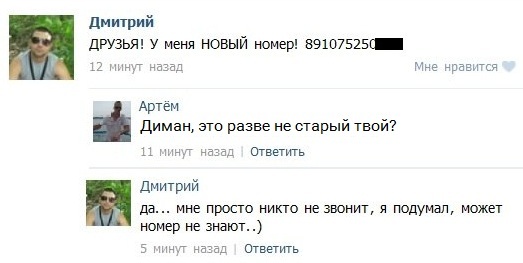 Дмитрий
ДРУЗЬЯ! У меня НОВЫЙ номер! 891075250
12 минут назад Мне нравится
Артём
Диман, это разве не старый твой?
11 минут назад | Ответить
Дмитрий
да... мне просто никто не звонит, я подумал, может
номер не знают..)
5 минут назад | Ответить